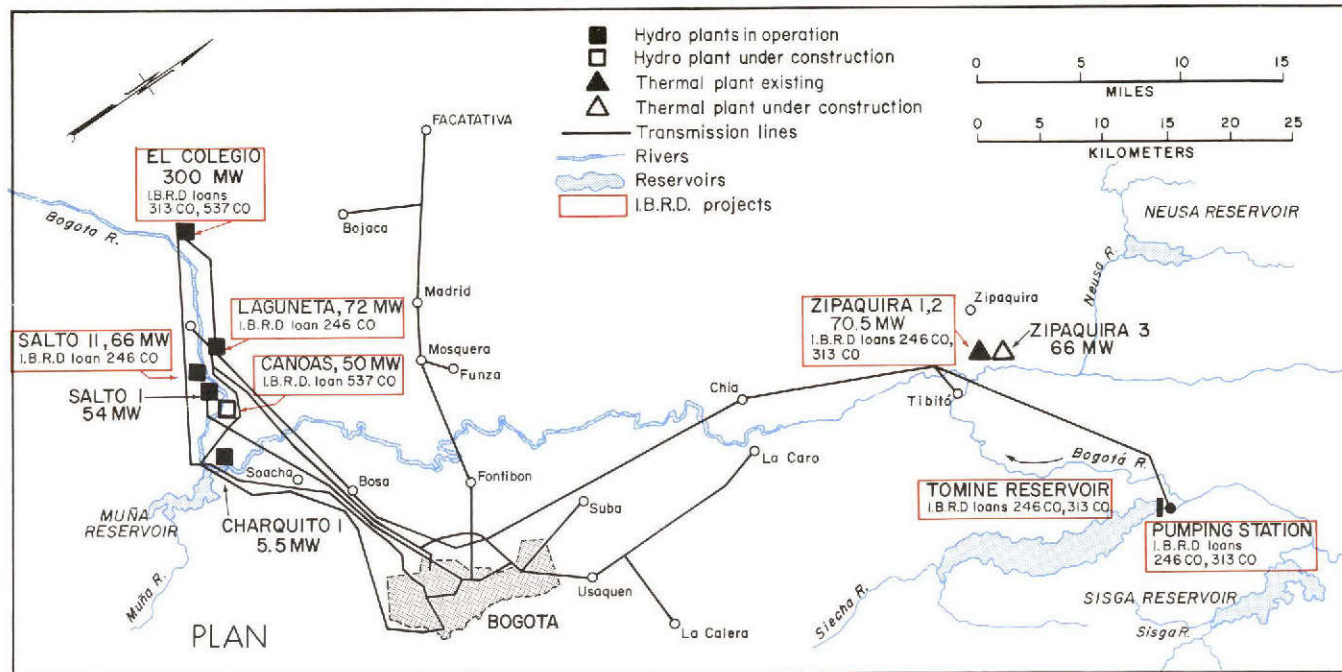 Hydro plants in operation
Hydro plant under construction
Thermal plant existing
Thermal plant under construction
Transmission lines
Rivers
Reservoirs
I.B.R.D. projects
0 5 10 15
MILES
0 5 10 15 20 25
KILOMETERS
EL COLEGIO
300 MW
I.B.R.D loans
313 CO, 537 CO
Bogota R.
FACATATIVA
Bojaca
Madrid
Mosquera
Funza
LAGUNETA, 72 MW
I.B.R.D loan 246 CO
SALTO II, 66 MW
I.B.R.D loan 246 CO
CANOAS, 50 MW
I.B.R.D. loan 537 CO
SALTO I
54 MW
Soacha
Bosa
Fontibon
MUÑA
RESERVOIR
CHARQUITO I
5.5 MW
Muña R.
PLAN
BOGOTA
Suba
Usaquen
La Calera
La Caro
Chia
ZIPAQUIRA 1,2
70.5 MW
I.B.R.D loans 246 CO,
313 CO
Zipaquira
ZIPAQUIRA 3
66 MW
Tibitó
NEUSA RESERVOIR
Neusa R.
Bogotá R.
TOMINE RESERVOIR
I.B.R.D loans 246 CO, 313 CO
PUMPING STATION
I.B.R.D loans
246 CO, 313 CO
Siecha R.
SISGA RESERVOIR
Sisga R.